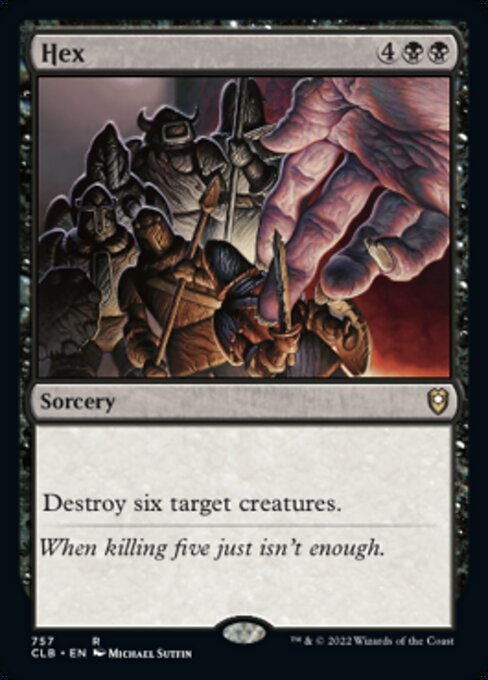 Hex 4
Sorcery
Destroy six target creatures.
When killing five just isn't enough.
757 R
CLB • EN Michael Sutfin
™ & © 2022 Wizards of the Coast